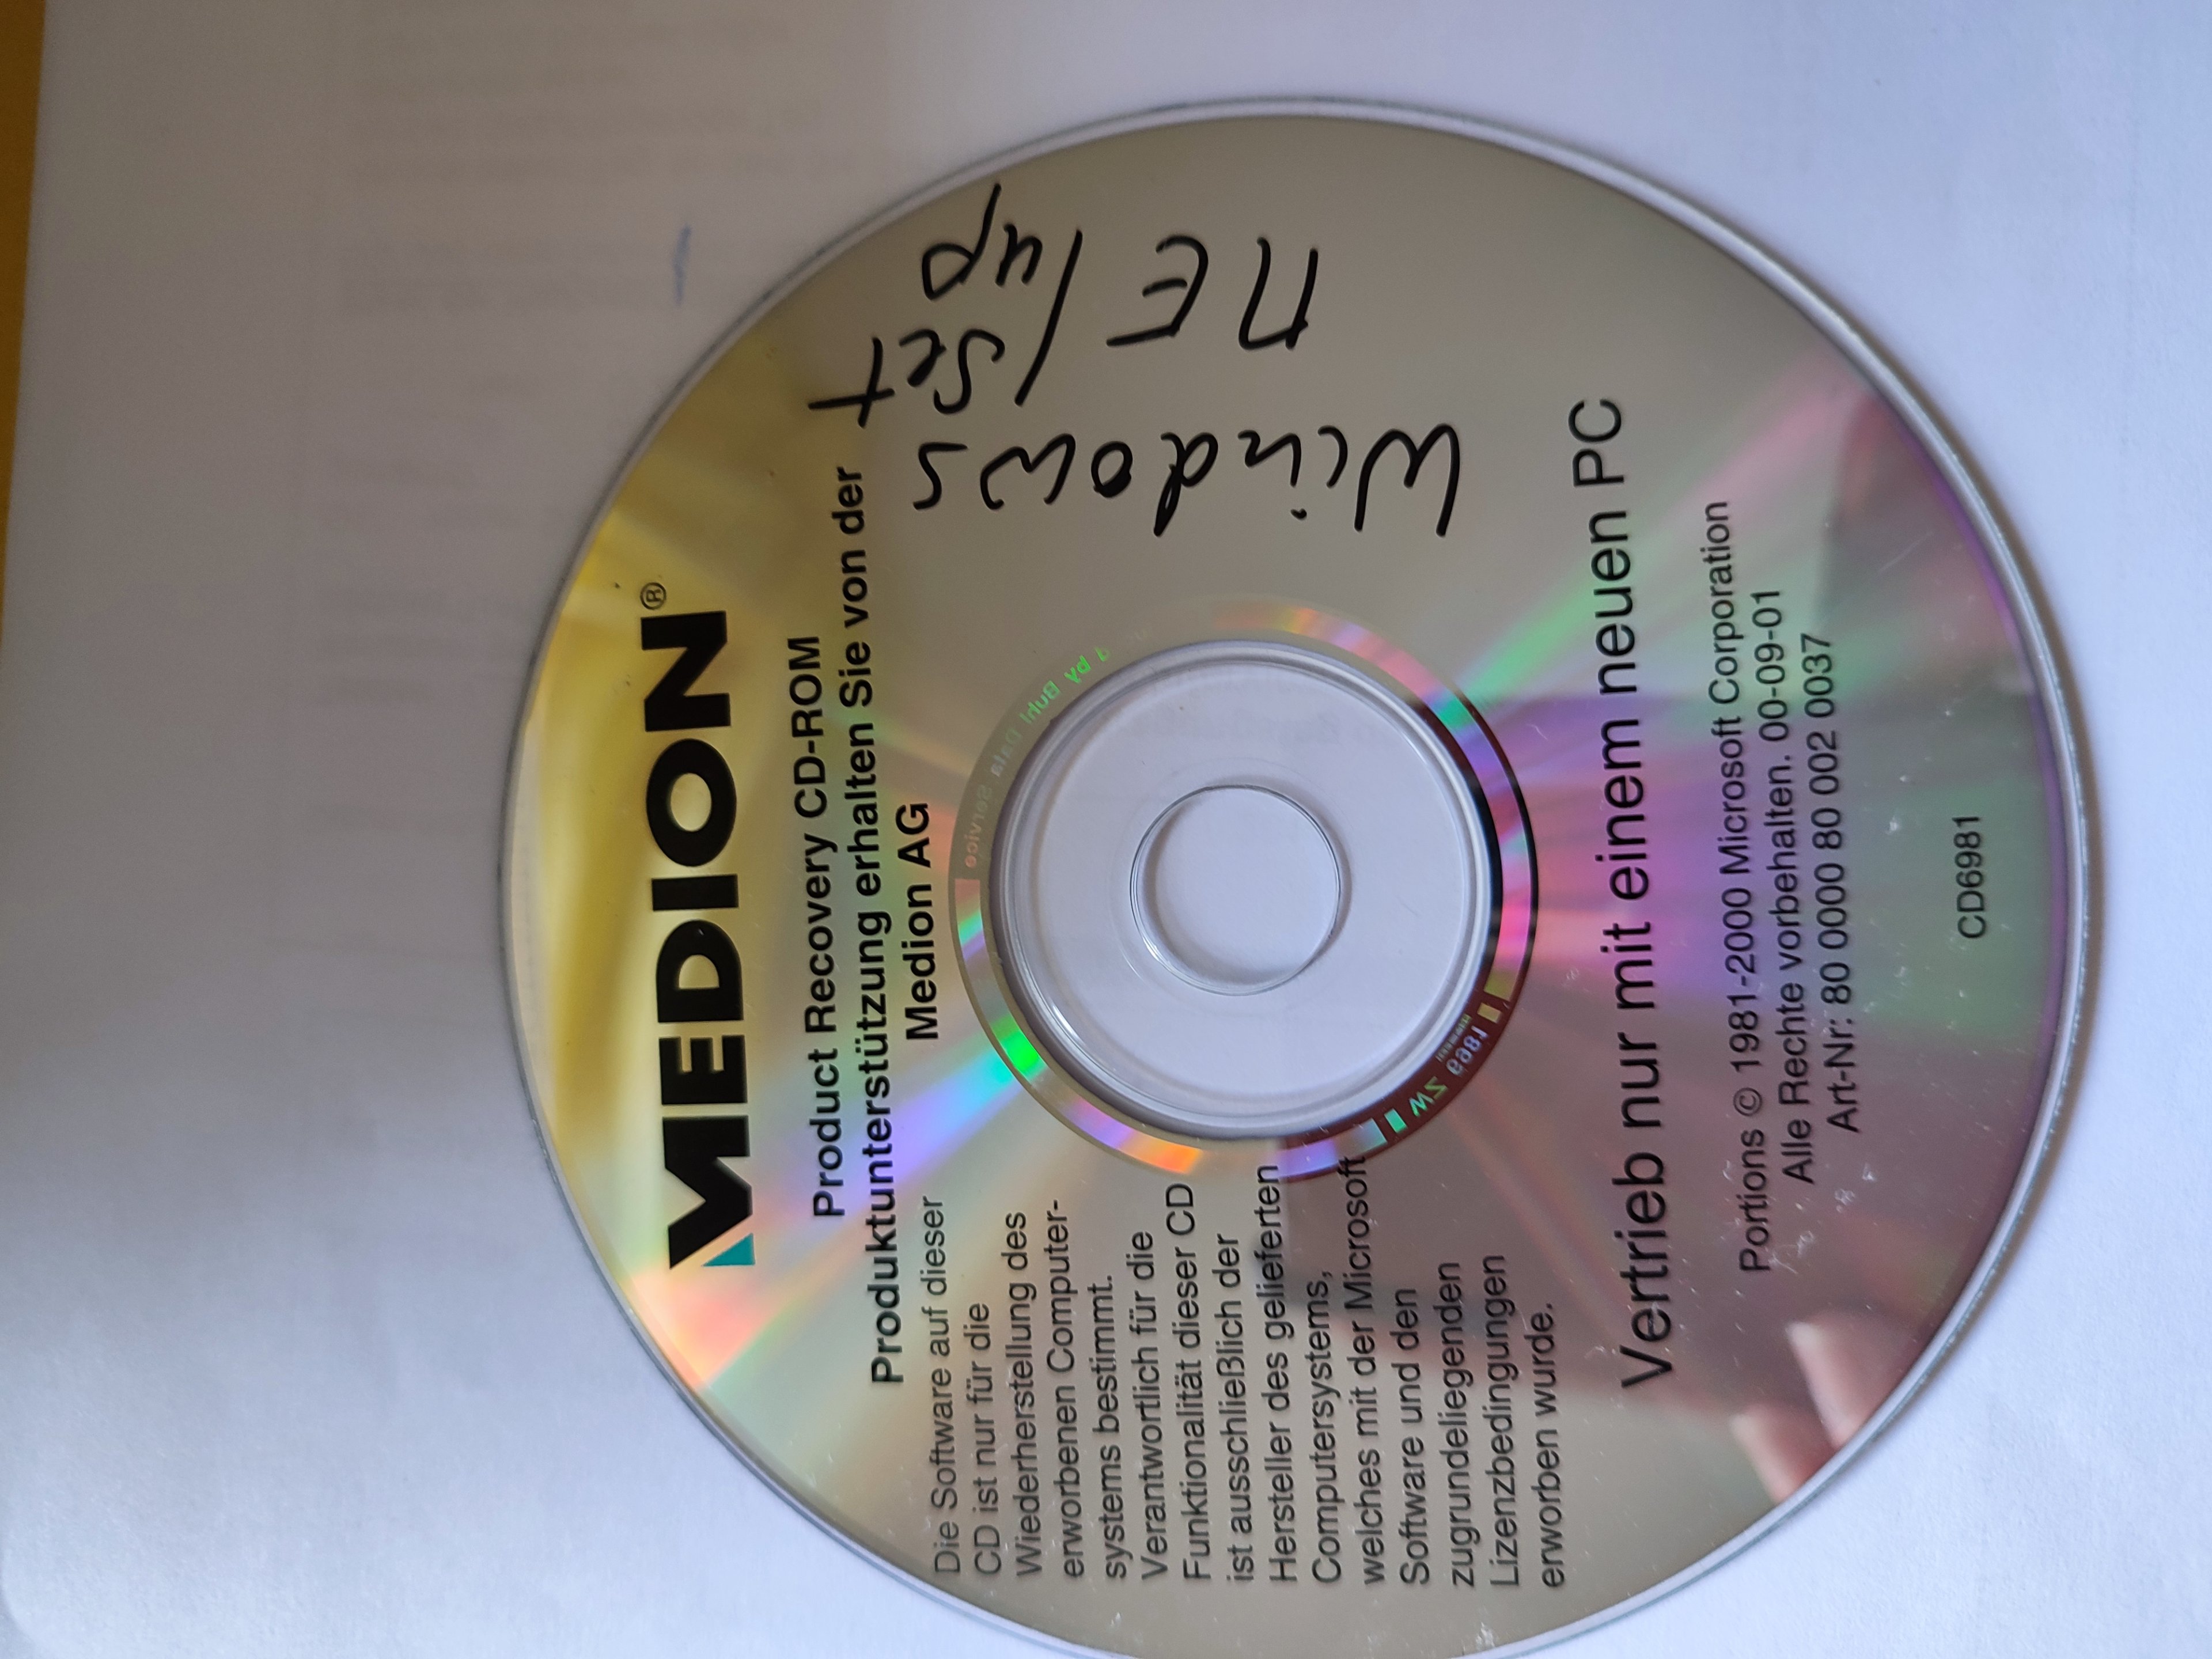 MEDION®
Product Recovery CD-ROM
Produktunterstützung erhalten Sie von der
Medion AG
Die Software auf dieser
CD ist nur für die
Wiederherstellung des
erworbenen Computer-
systems bestimmt.
Verantwortlich für die
Funktionalität dieser CD
ist ausschließlich der
Hersteller des gelieferten
Computersystems,
welches mit der Microsoft
Software und den
zugrundeliegenden
Lizenzbedingungen
erworben wurde.
Windows
ME/
/Set
up
Vertrieb nur mit einem neuen PC
Portions © 1981-2000 Microsoft Corporation
Alle Rechte vorbehalten. 00-09-01
Art-Nr: 80 0000 80 002 0037
CD6981
by Buhl Data Service